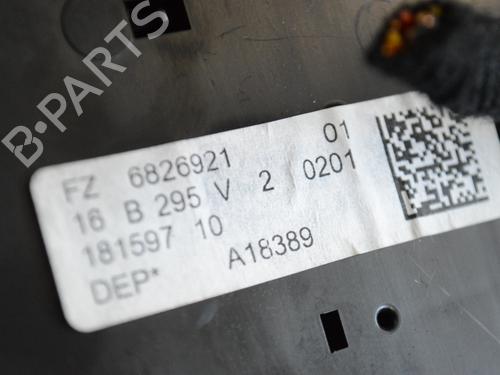 B·PARTS
FZ 6826921 01
16 B 295 V 2 0201
181597 10
DEP* A18389